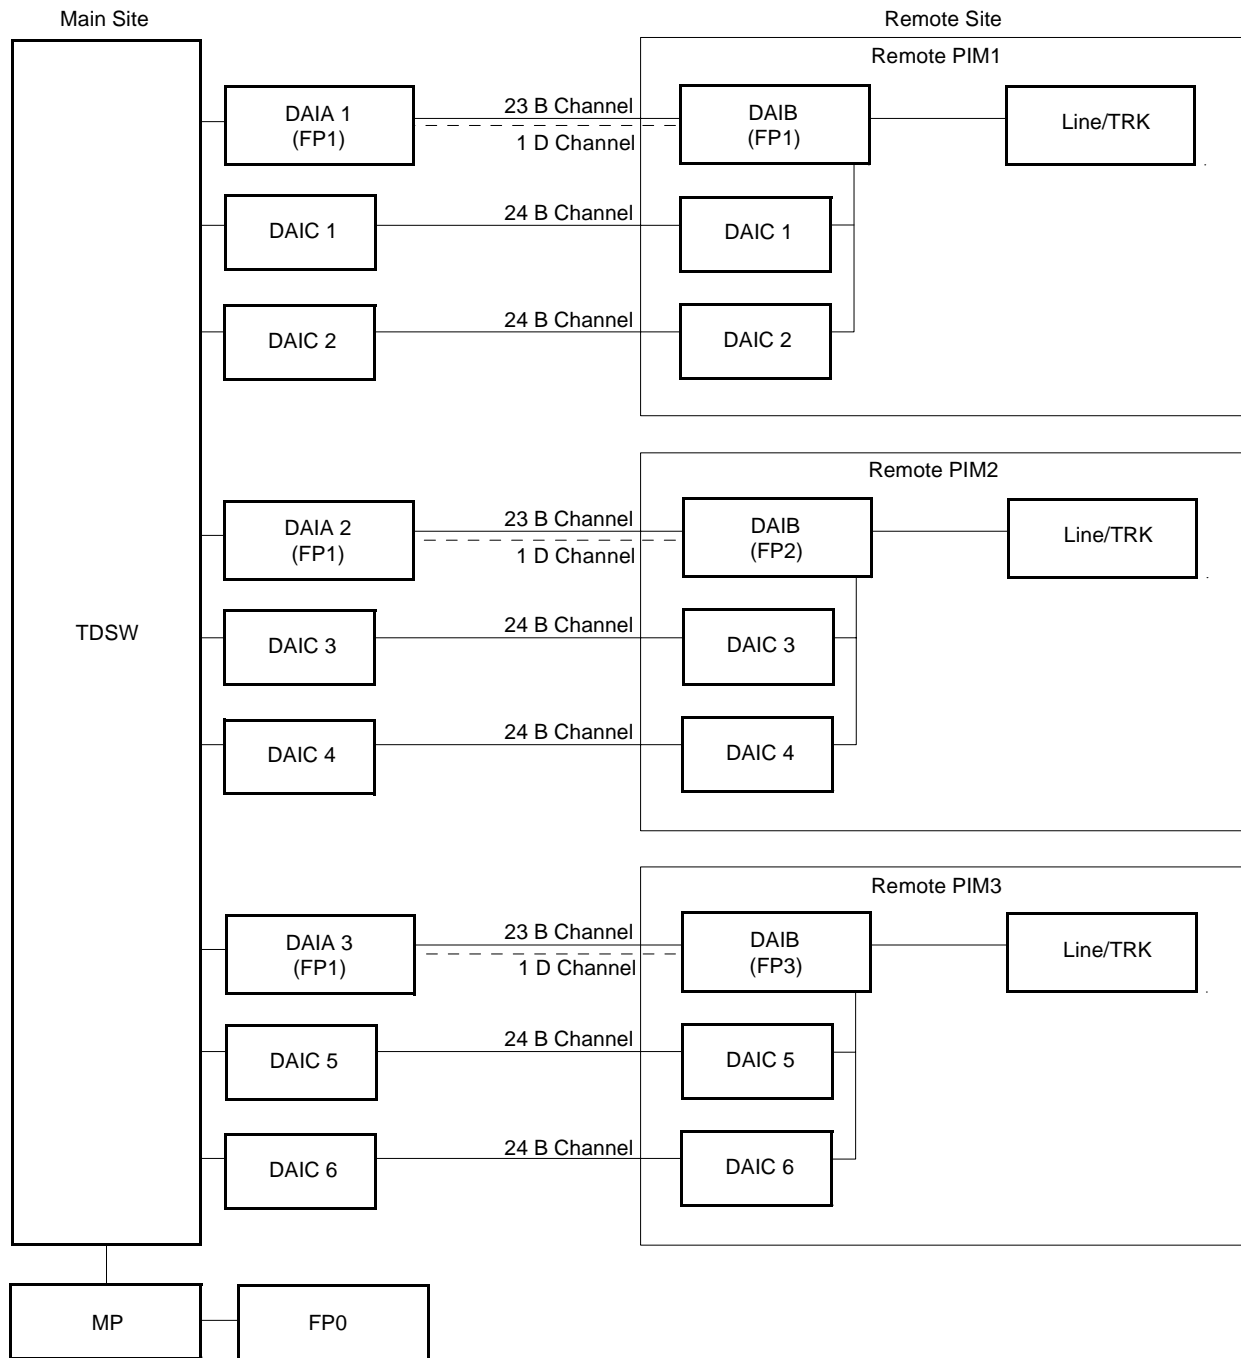 Main Site
Remote Site
Remote PIM1
DAIA 1
(FP1)
23 B Channel
1 D Channel
DAIB
(FP1)
Line/TRK
DAIC 1
24 B Channel
DAIC 1
DAIC 2
24 B Channel
DAIC 2
Remote PIM2
DAIA 2
(FP1)
23 B Channel
1 D Channel
DAIB
(FP2)
Line/TRK
TDSW
DAIC 3
24 B Channel
DAIC 3
DAIC 4
24 B Channel
DAIC 4
Remote PIM3
DAIA 3
(FP1)
23 B Channel
1 D Channel
DAIB
(FP3)
Line/TRK
DAIC 5
24 B Channel
DAIC 5
DAIC 6
24 B Channel
DAIC 6
MP
FP0